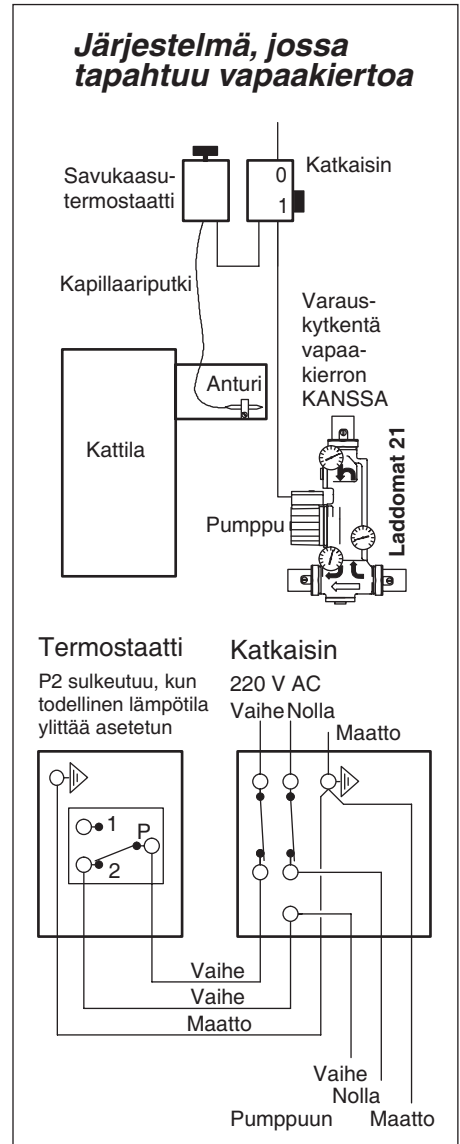 Järjestelmä, jossa
tapahtuu vapaakiertoa
Savukaasu-
termostaatti
0
1
Katkaisin
Kapillaariputki
Varaus-
kytkentä
vapaa-
kierron
KANSSA
Anturi
Kattila
Laddomat 21
Pumppu
Termostaatti
P2 sulkeutuu, kun
todellinen lämpötila
ylittää asetetun
Katkaisin
220 V AC
Vaihe Nolla
Maatto
1
P
2
Vaihe
Vaihe
Maatto
Vaihe
Nolla
Pumppuun Maatto